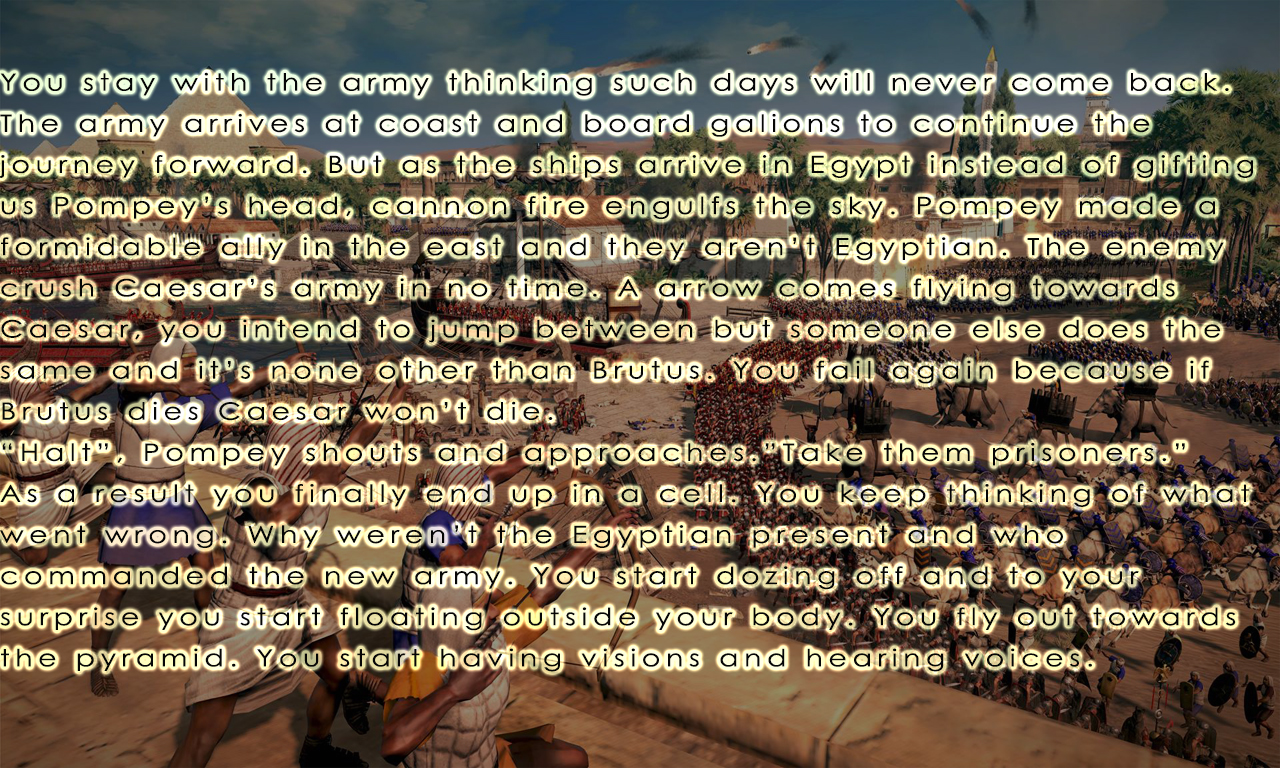 You stay with the army thinking such days will never come back.
The army arrives at coast and board galions to continue the
journey forward. But as the ships arrive in Egypt instead of gifting
us Pompey's head, cannon fire engulfs the sky. Pompey made a
formidable ally in the east and they aren't Egyptian. The enemy
crush Caesar's army in no time. A arrow comes flying towards
Caesar, you intend to jump between but someone else does the
same and it's none other than Brutus. You fail again because if
Brutus dies Caesar won't die.
“Halt”, Pompey shouts and approaches.”Take them prisoners.”
As a result you finally end up in a cell. You keep thinking of what
went wrong. Why weren't the Egyptian present and who
commanded the new army. You start dozing off and to your
surprise you start floating outside your body. You fly out towards
the pyramid. You start having visions and hearing voices.